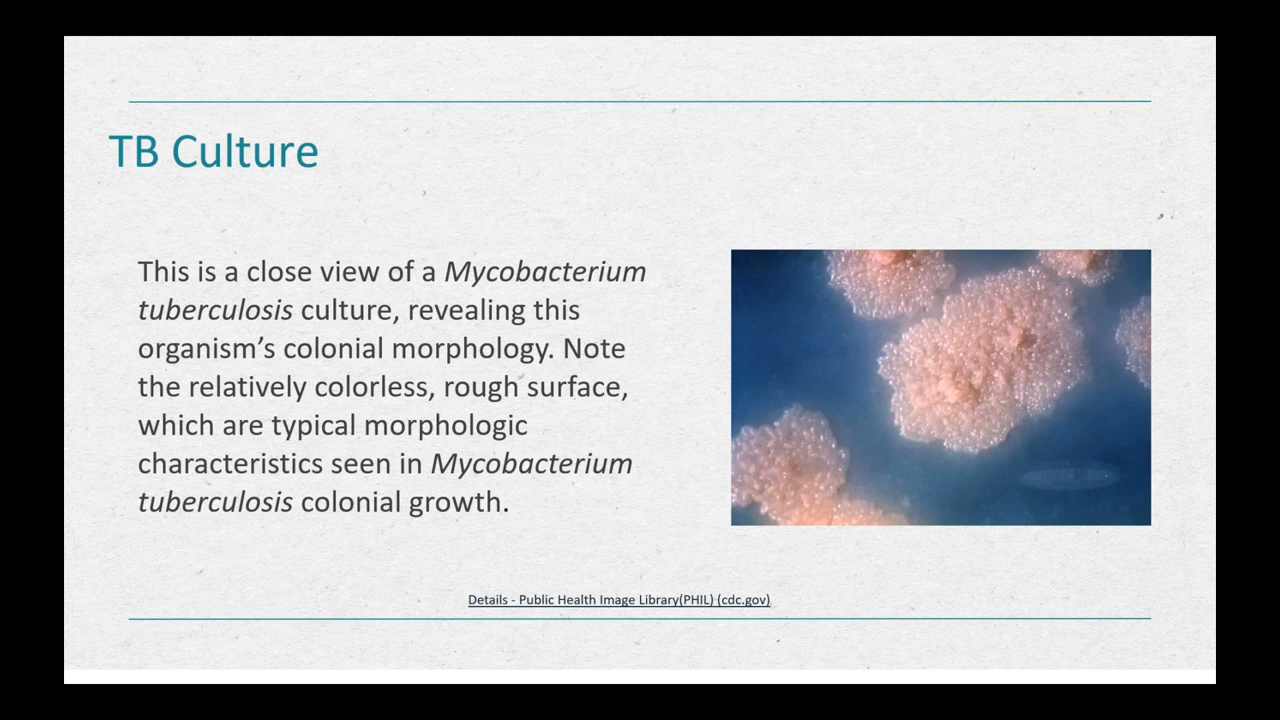 TB Culture
This is a close view of a Mycobacterium
tuberculosis culture, revealing this
organism’s colonial morphology. Note
the relatively colorless, rough surface,
which are typical morphologic
characteristics seen in Mycobacterium
tuberculosis colonial growth.
Details - Public Health Image Library(PHIL) (cdc.gov)